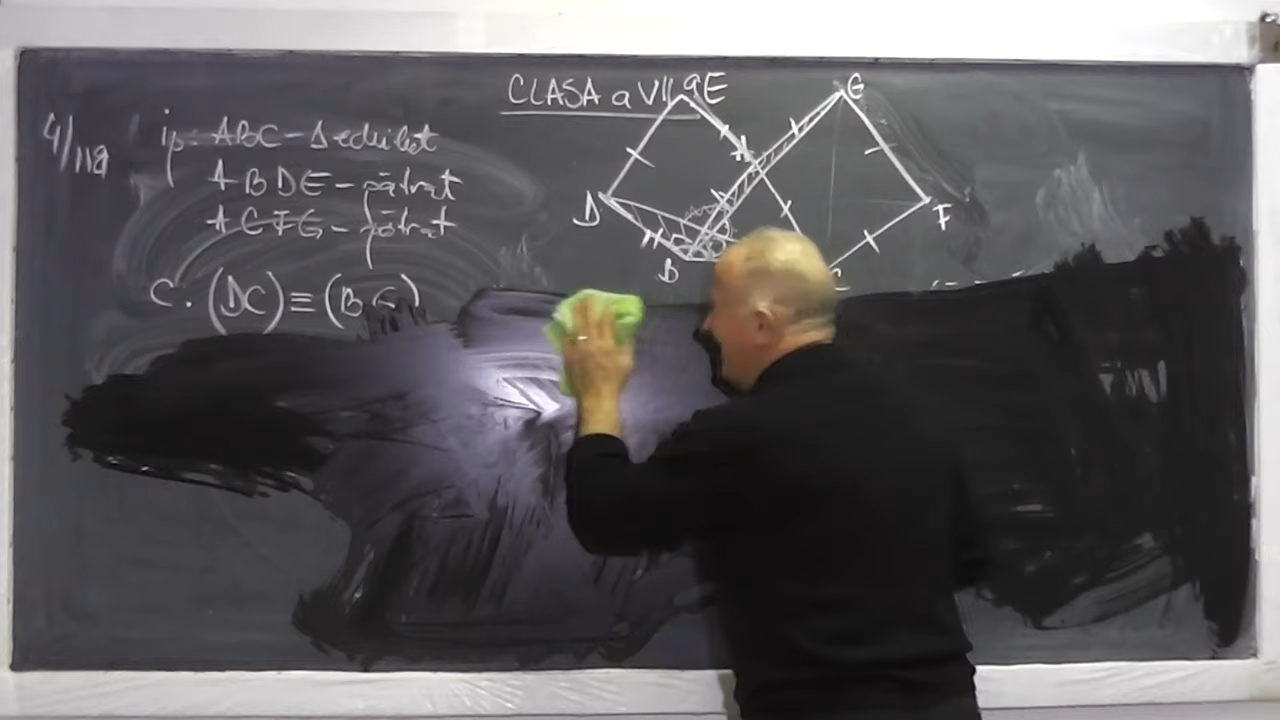 CLASA a VII a
4/118
ip: ABC - Δ echilat
ABDE - pătrat
ACFG - pătrat
C. (DC) ≡ (BG)
E
G
A
D
F
B
C